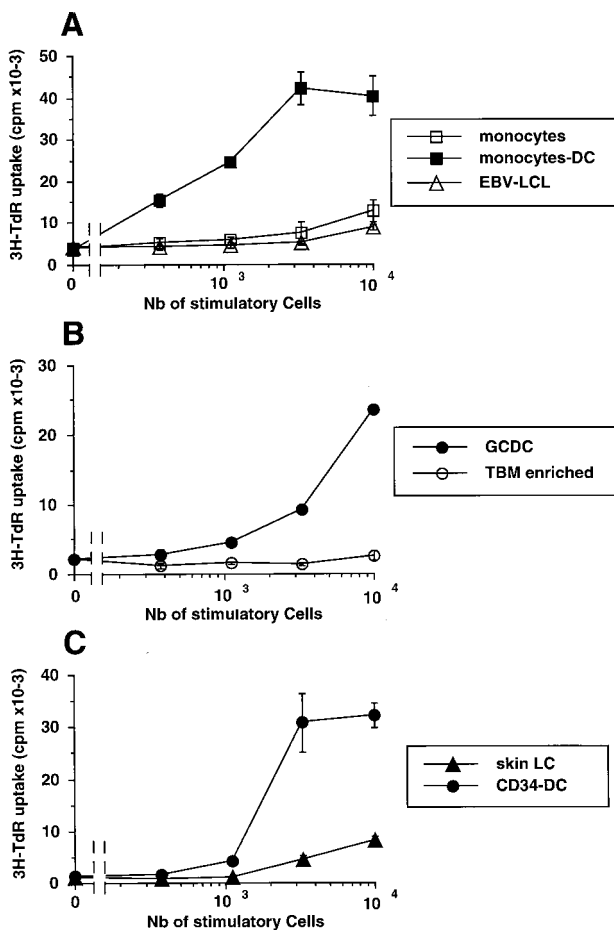 A
3H-TdR uptake (cpm x10-3)
50
40
30
20
10
0
0
10 3
10 4
Nb of stimulatory Cells
monocytes
monocytes-DC
EBV-LCL
B
3H-TdR uptake (cpm x10-3)
30
20
10
0
0
10 3
10 4
Nb of stimulatory Cells
GCDC
TBM enriched
C
3H-TdR uptake (cpm x10-3)
40
30
20
10
0
0
10 3
10 4
Nb of stimulatory Cells
skin LC
CD34-DC